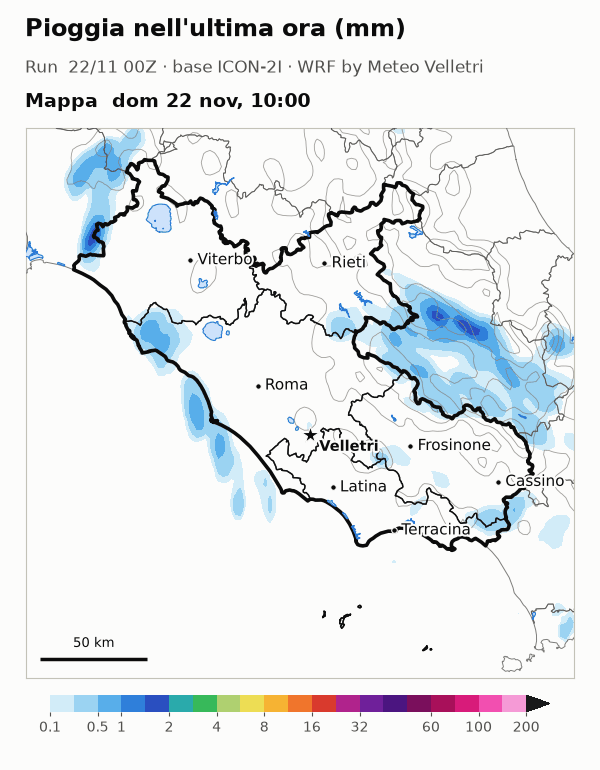 Pioggia nell'ultima ora (mm)
Run  22/11 00Z · base ICON-2I · WRF by Meteo Velletri
Mappa  dom 22 nov, 10:00
Viterbo
Rieti
Roma
Velletri
Frosinone
Cassino
Latina
Terracina
50 km
0.1 0.5 1 2 4 8 16 32 60 100 200